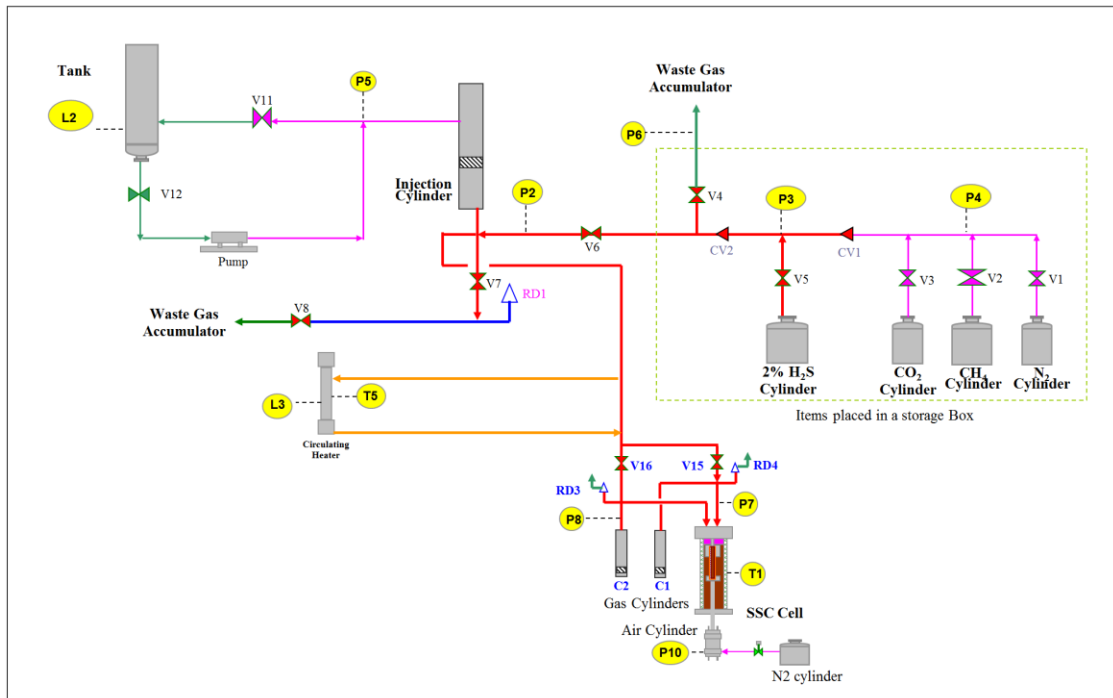 Tank
L2
V11
P5
V12
Pump
Injection
Cylinder
Waste Gas
Accumulator
P6
V4
P2
V6
CV2
P3
CV1
P4
V5
V3
V2
V1
2% H₂S
Cylinder
CO₂
Cylinder
CH₄
Cylinder
N₂
Cylinder
Items placed in a storage Box
V7
RD1
V8
Waste Gas
Accumulator
L3
T5
Circulating
Heater
V16
V15
RD4
RD3
P8
P7
C2
C1
Gas Cylinders
T1
SSC Cell
Air Cylinder
P10
N2 cylinder